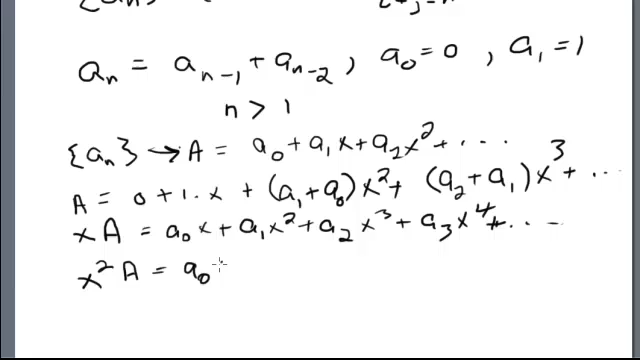 aₙ = aₙ₋₁ + aₙ₋₂ , a₀ = 0 , a₁ = 1
n > 1
{aₙ} → A = a₀ + a₁x + a₂x² + ...
A = 0 + 1·x + (a₁ + a₀)x² + (a₂ + a₁)x³ + ...
xA = a₀x + a₁x² + a₂x³ + a₃x⁴ + ...
x²A = a₀